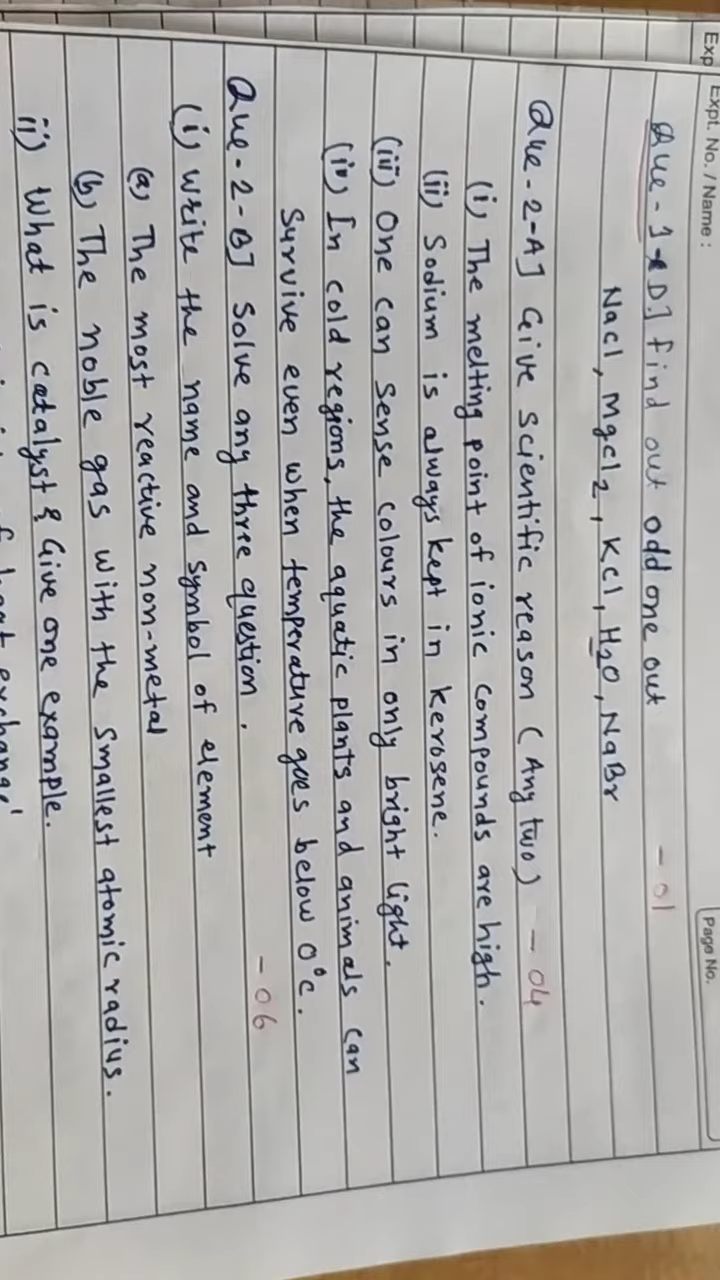 Exp
Expt. No. / Name :
Page No.
Que-1 D.] find out odd one out - 01
Nacl, Mgcl2, Kcl, H2O, NaBr
Que-2-A] Give scientific reason (Any two) - 04
(i) The melting point of ionic compounds are high.
(ii) Sodium is always kept in kerosene.
(iii) One can sense colours in only bright light.
(iv) In cold regions, the aquatic plants and animals can
survive even when temperature goes below 0°c.
Que-2-B] Solve any three question. - 06
(i) write the name and symbol of element
(a) The most reactive non-metal
(b) The noble gas with the smallest atomic radius.
ii) What is catalyst & Give one example.